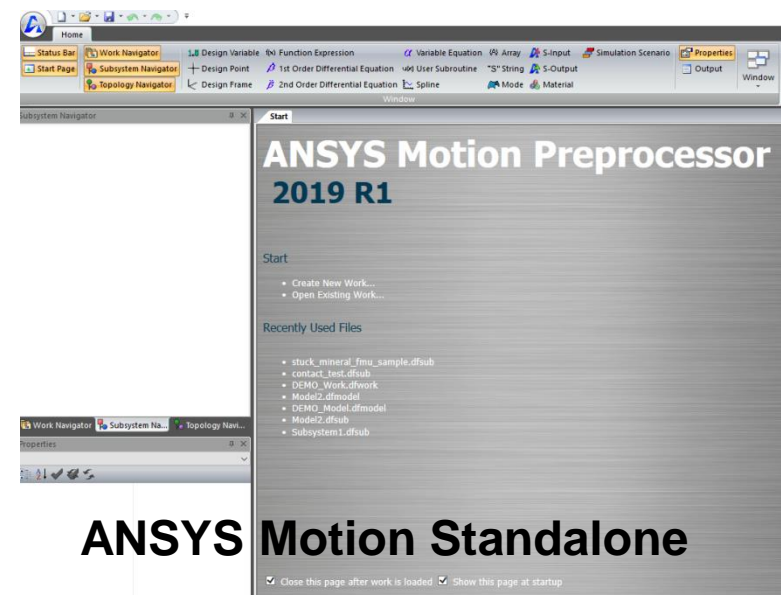 Home
Status Bar Work Navigator 1.8 Design Variable f(x) Function Expression α Variable Equation (A) Array S-Input Simulation Scenario Properties
Start Page Subsystem Navigator Design Point β 1st Order Differential Equation User Subroutine "S" String S-Output Output
Topology Navigator Design Frame β 2nd Order Differential Equation Spline Mode Material Window
Window
Subsystem Navigator
Start
ANSYS Motion Preprocessor
2019 R1
Start
• Create New Work...
• Open Existing Work...
Recently Used Files
• stuck_mineral_fmu_sample.dfsub
• contact_test.dfsub
• DEMO_Work.dfwork
• Model2.dfmodel
• DEMO_Model.dfmodel
• Model2.dfsub
• Subsystem1.dfsub
Work Navigator Subsystem Na... Topology Navi...
Properties
ANSYS Motion Standalone
Close this page after work is loaded Show this page at startup